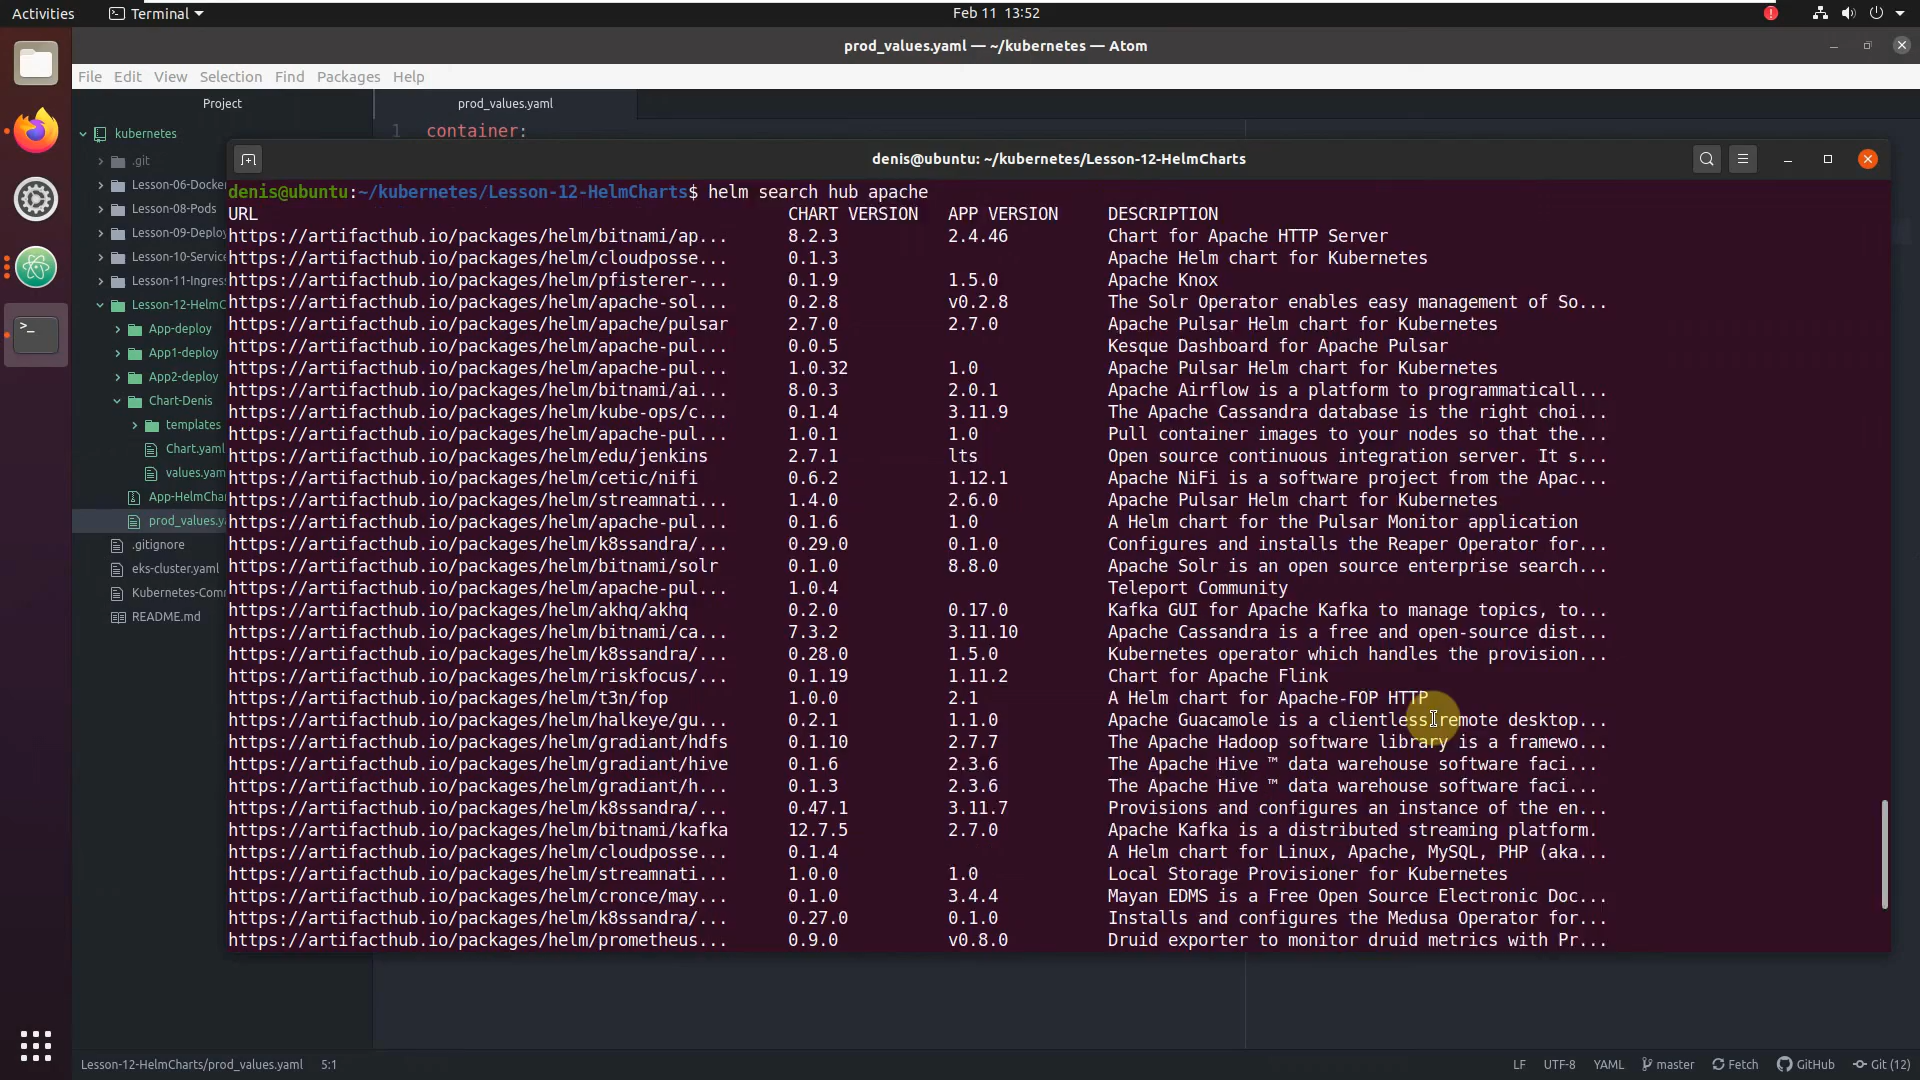 Activities
Terminal
Feb 11 13:52
prod_values.yaml — ~/kubernetes — Atom
File Edit View Selection Find Packages Help
Project
prod_values.yaml
kubernetes
.git
Lesson-06-Docke
Lesson-08-Pods
Lesson-09-Deploy
Lesson-10-Service
Lesson-11-Ingres
Lesson-12-HelmC
App-deploy
App1-deploy
App2-deploy
Chart-Denis
templates
Chart.yaml
values.yam
App-HelmChar
prod_values.ya
.gitignore
eks-cluster.yaml
Kubernetes-Com
README.md
1 container:
denis@ubuntu: ~/kubernetes/Lesson-12-HelmCharts
denis@ubuntu:~/kubernetes/Lesson-12-HelmCharts$ helm search hub apache
URL CHART VERSION APP VERSION DESCRIPTION
https://artifacthub.io/packages/helm/bitnami/ap... 8.2.3 2.4.46 Chart for Apache HTTP Server
https://artifacthub.io/packages/helm/cloudposse... 0.1.3 Apache Helm chart for Kubernetes
https://artifacthub.io/packages/helm/pfisterer-... 0.1.9 1.5.0 Apache Knox
https://artifacthub.io/packages/helm/apache-sol... 0.2.8 v0.2.8 The Solr Operator enables easy management of So...
https://artifacthub.io/packages/helm/apache/pulsar 2.7.0 2.7.0 Apache Pulsar Helm chart for Kubernetes
https://artifacthub.io/packages/helm/apache-pul... 0.0.5 Kesque Dashboard for Apache Pulsar
https://artifacthub.io/packages/helm/apache-pul... 1.0.32 1.0 Apache Pulsar Helm chart for Kubernetes
https://artifacthub.io/packages/helm/bitnami/ai... 8.0.3 2.0.1 Apache Airflow is a platform to programmaticall...
https://artifacthub.io/packages/helm/kube-ops/c... 0.1.4 3.11.9 The Apache Cassandra database is the right choi...
https://artifacthub.io/packages/helm/apache-pul... 1.0.1 1.0 Pull container images to your nodes so that the...
https://artifacthub.io/packages/helm/edu/jenkins 2.7.1 lts Open source continuous integration server. It s...
https://artifacthub.io/packages/helm/cetic/nifi 0.6.2 1.12.1 Apache NiFi is a software project from the Apac...
https://artifacthub.io/packages/helm/streamnati... 1.4.0 2.6.0 Apache Pulsar Helm chart for Kubernetes
https://artifacthub.io/packages/helm/apache-pul... 0.1.6 1.0 A Helm chart for the Pulsar Monitor application
https://artifacthub.io/packages/helm/k8ssandra/... 0.29.0 0.1.0 Configures and installs the Reaper Operator for...
https://artifacthub.io/packages/helm/bitnami/solr 0.1.0 8.8.0 Apache Solr is an open source enterprise search...
https://artifacthub.io/packages/helm/apache-pul... 1.0.4 Teleport Community
https://artifacthub.io/packages/helm/akhq/akhq 0.2.0 0.17.0 Kafka GUI for Apache Kafka to manage topics, to...
https://artifacthub.io/packages/helm/bitnami/ca... 7.3.2 3.11.10 Apache Cassandra is a free and open-source dist...
https://artifacthub.io/packages/helm/k8ssandra/... 0.28.0 1.5.0 Kubernetes operator which handles the provision...
https://artifacthub.io/packages/helm/riskfocus/... 0.1.19 1.11.2 Chart for Apache Flink
https://artifacthub.io/packages/helm/t3n/fop 1.0.0 2.1 A Helm chart for Apache-FOP HTTP
https://artifacthub.io/packages/helm/halkeye/gu... 0.2.1 1.1.0 Apache Guacamole is a clientless remote desktop...
https://artifacthub.io/packages/helm/gradiant/hdfs 0.1.10 2.7.7 The Apache Hadoop software library is a framewo...
https://artifacthub.io/packages/helm/gradiant/hive 0.1.6 2.3.6 The Apache Hive ™ data warehouse software faci...
https://artifacthub.io/packages/helm/gradiant/h... 0.1.3 2.3.6 The Apache Hive ™ data warehouse software faci...
https://artifacthub.io/packages/helm/k8ssandra/... 0.47.1 3.11.7 Provisions and configures an instance of the en...
https://artifacthub.io/packages/helm/bitnami/kafka 12.7.5 2.7.0 Apache Kafka is a distributed streaming platform.
https://artifacthub.io/packages/helm/cloudposse... 0.1.4 A Helm chart for Linux, Apache, MySQL, PHP (aka...
https://artifacthub.io/packages/helm/streamnati... 1.0.0 1.0 Local Storage Provisioner for Kubernetes
https://artifacthub.io/packages/helm/cronce/may... 0.1.0 3.4.4 Mayan EDMS is a Free Open Source Electronic Doc...
https://artifacthub.io/packages/helm/k8ssandra/... 0.27.0 0.1.0 Installs and configures the Medusa Operator for...
https://artifacthub.io/packages/helm/prometheus... 0.9.0 v0.8.0 Druid exporter to monitor druid metrics with Pr...
Lesson-12-HelmCharts/prod_values.yaml 5:1
LF UTF-8 YAML master Fetch GitHub Git (12)